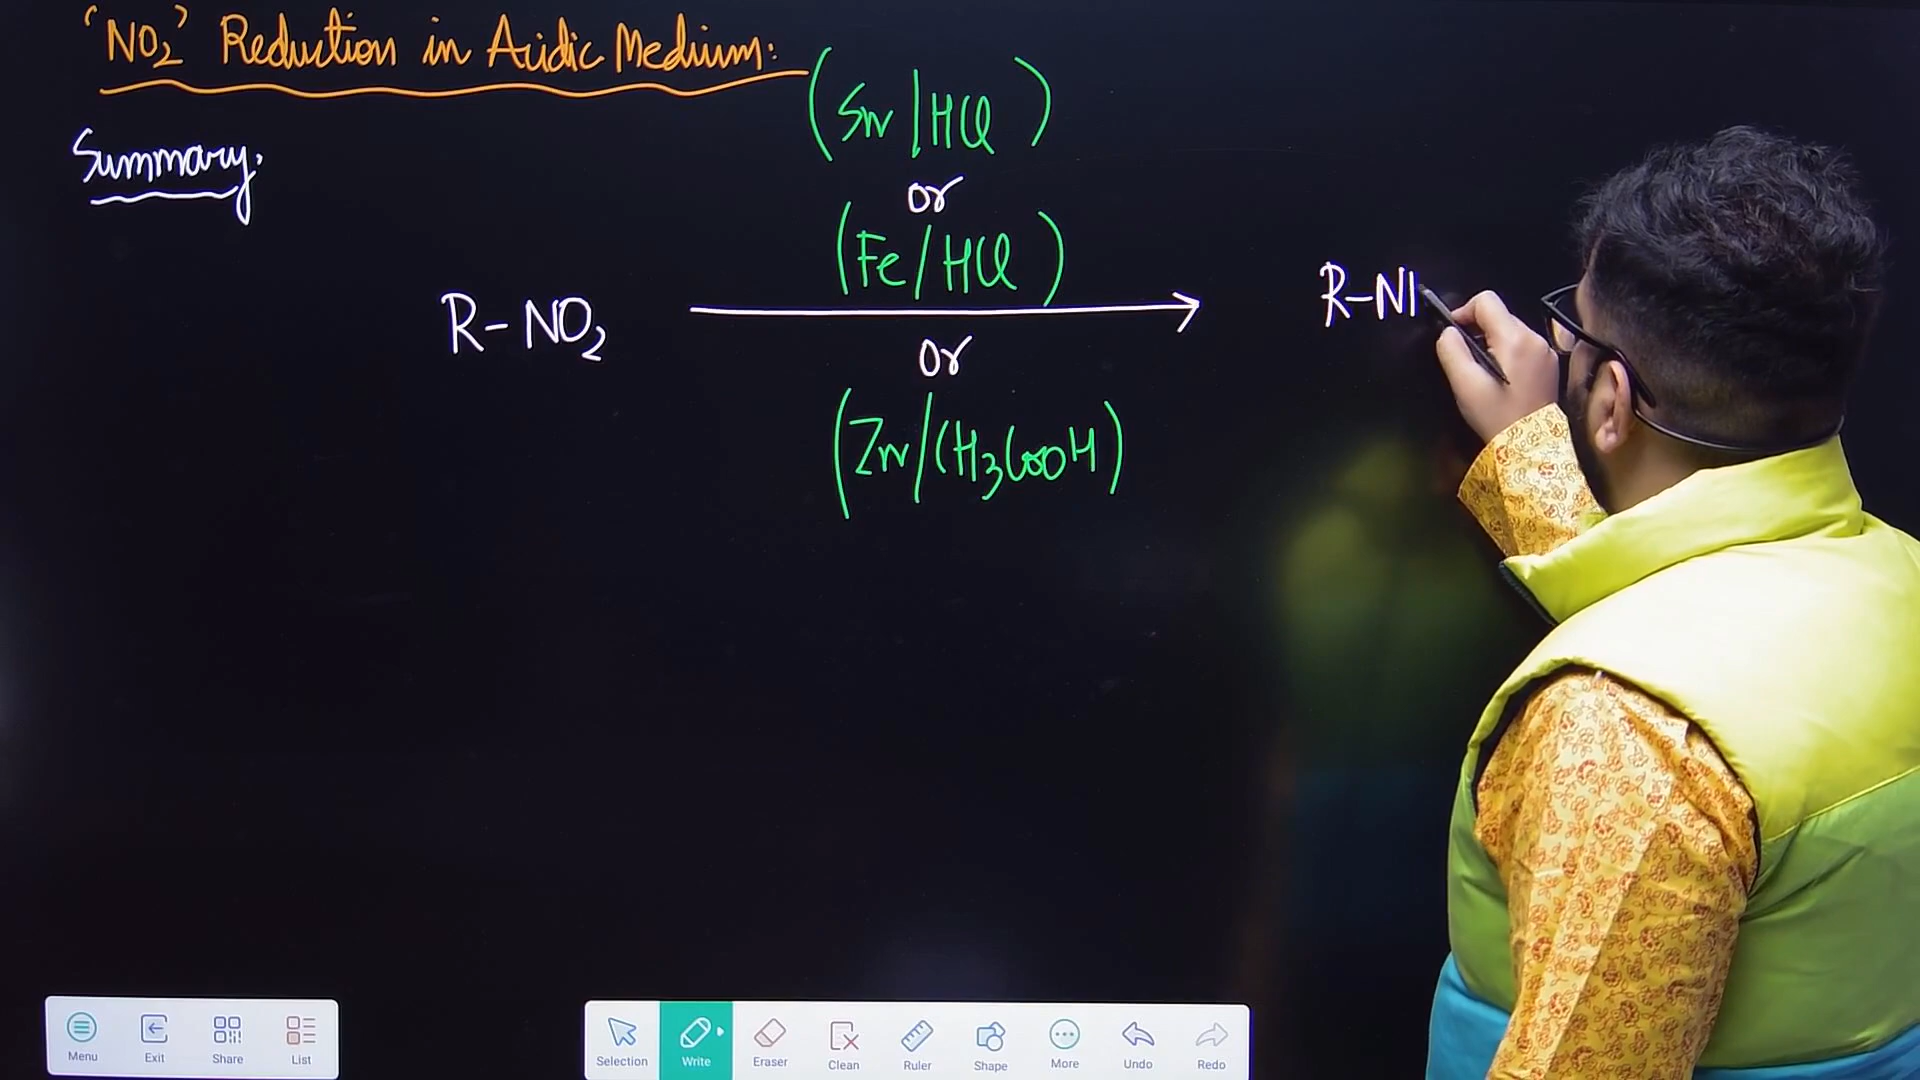 ‘NO₂’ Reduction in Acidic Medium:
Summary:
(Sn/HCl)
or
(Fe/HCl)
R-NO₂
R-NH
or
(Zn/CH₃COOH)
Menu Exit Share List
Selection Write Eraser Clean Ruler Shape More Undo Redo